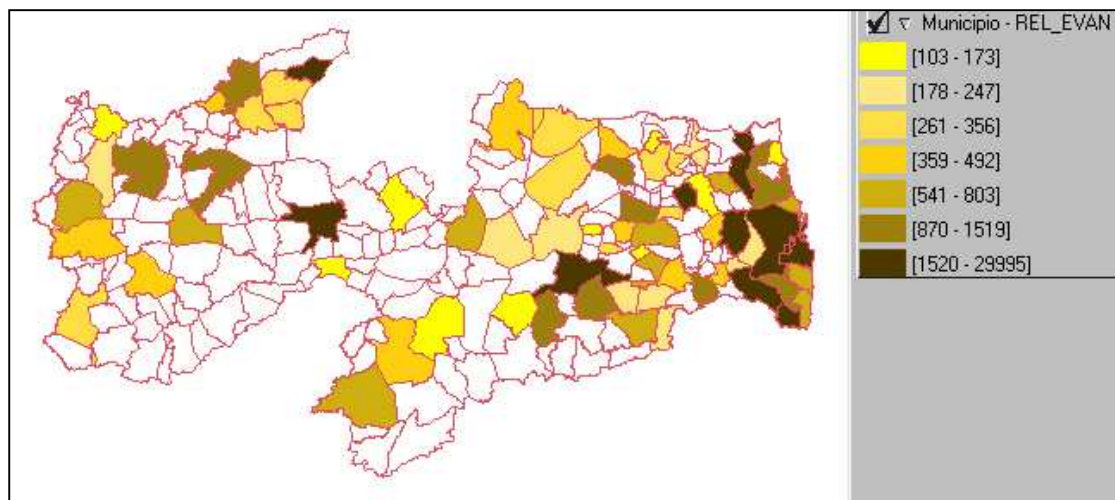 Municipio - REL_EVAN
[103 - 173]
[178 - 247]
[261 - 356]
[359 - 492]
[541 - 803]
[870 - 1519]
[1520 - 29995]